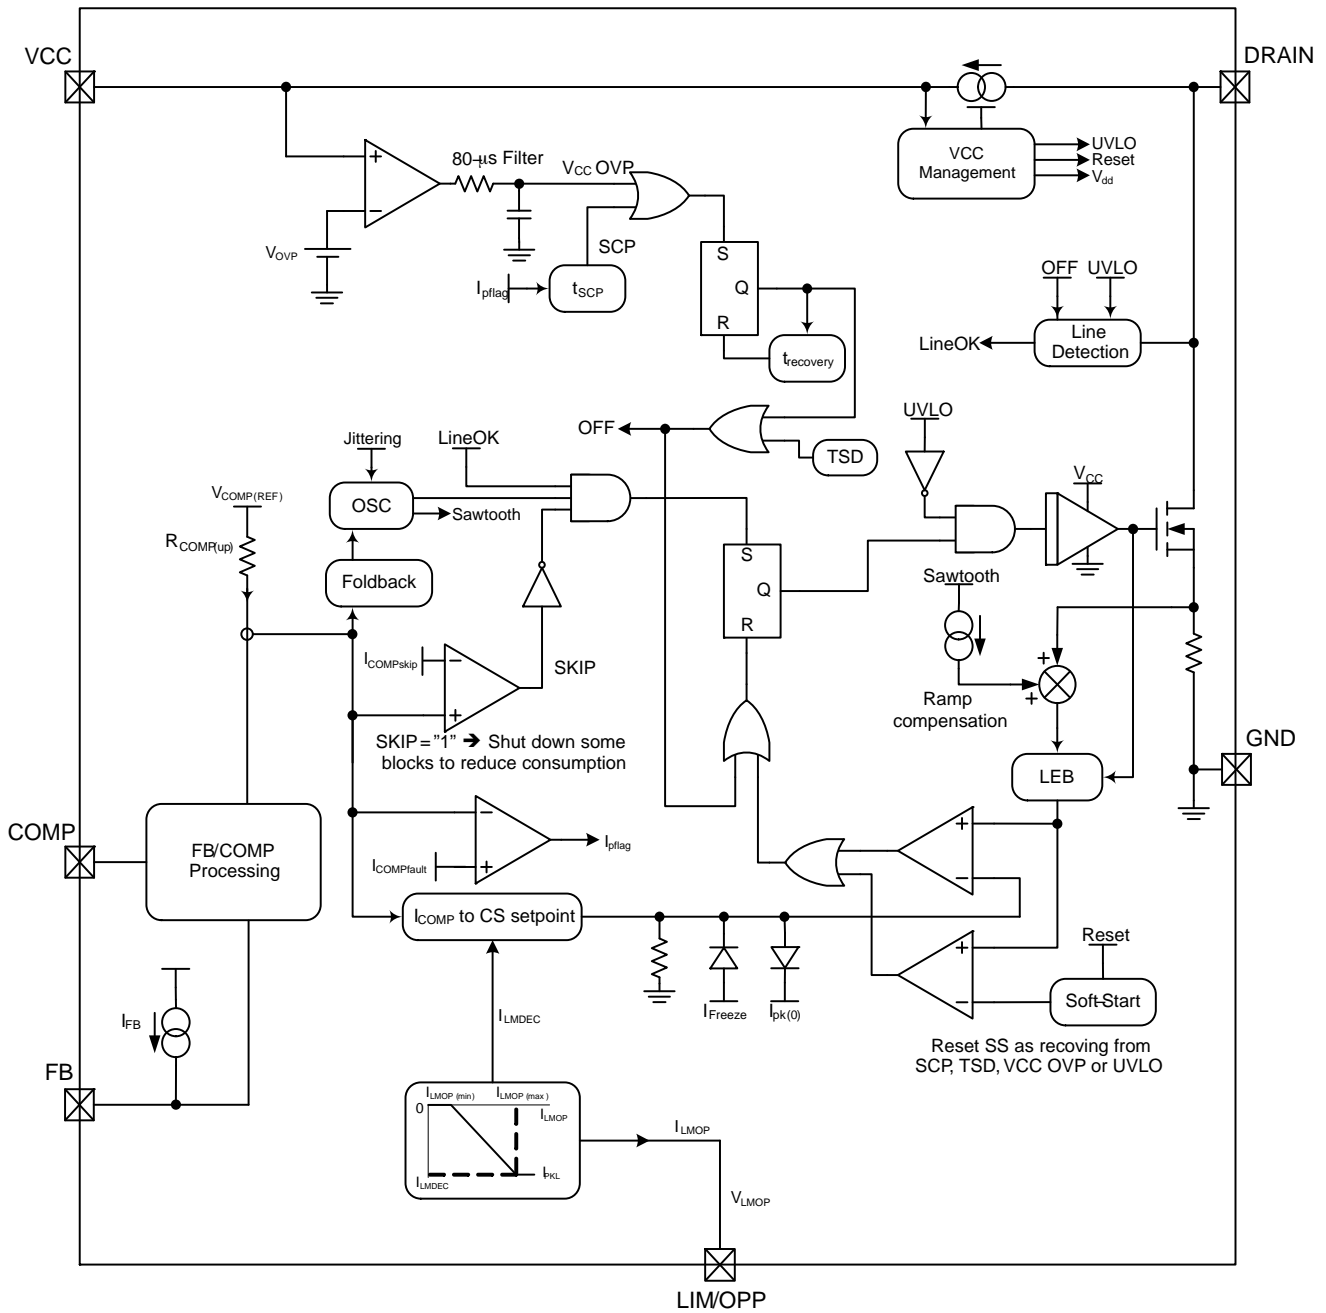 VCC
DRAIN
80-μs Filter
VCC OVP
+
−
VOVP
SCP
Ipflag
tSCP
S
Q
R
trecovery
VCC
Management
UVLO
Reset
Vdd
OFF
UVLO
LineOK
Line
Detection
OFF
TSD
UVLO
Jittering
LineOK
OSC
Sawtooth
VCOMP(REF)
RCOMP(up)
Foldback
S
Q
R
VCC
Sawtooth
Ramp
compensation
+
+
LEB
GND
ICOMPskip
−
+
SKIP
SKIP = ”1” ➔ Shut down some
blocks to reduce consumption
COMP
FB/COMP
Processing
−
+
Ipflag
ICOMPfault
ICOMP to CS setpoint
+
−
+
−
Reset
Soft-Start
Reset SS as recoving from
SCP, TSD, VCC OVP or UVLO
IFreeze
Ipk(0)
IFB
FB
ILMDEC
ILMOP (min)
ILMOP (max )
0
ILMOP
IPKL
ILMDEC
ILMOP
VLMOP
LIM/OPP